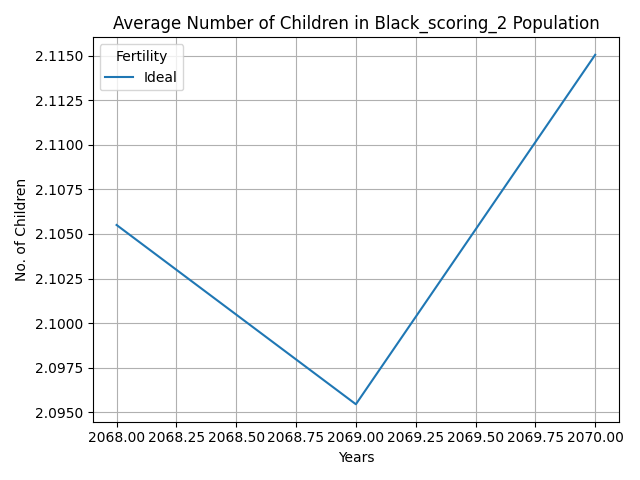 Average Number of Children in Black_scoring_2 Population
Fertility
Ideal
No. of Children
2.1150
2.1125
2.1100
2.1075
2.1050
2.1025
2.1000
2.0975
2.0950
2068.00 2068.25 2068.50 2068.75 2069.00 2069.25 2069.50 2069.75 2070.00
Years